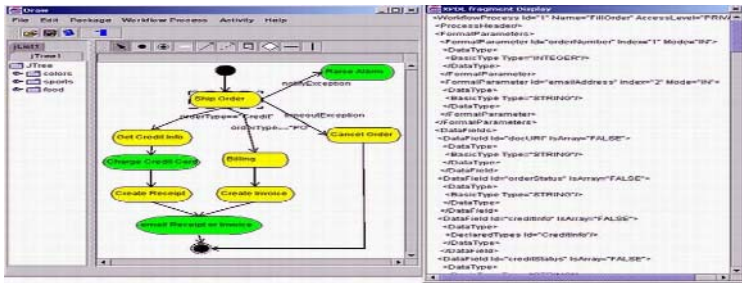 Draw
File Edit Package Workflow Process Activity Help
JTree1
JTree
colors
sports
food
Raise Alarm
notifyException
Ship Order
timeoutException
orderType=="Credit"
orderType=="PO"
Cancel Order
Get Credit Info
Charge Credit Card
Billing
Create Receipt
Create Invoice
email Receipt or Invoice
XPDL fragment Display
<WorkflowProcess Id="1" Name="FillOrder" AccessLevel="PRIVA
<ProcessHeader/>
<FormalParameters>
<FormalParameter Id="orderNumber" Index="1" Mode="IN">
<DataType>
<BasicType Type="INTEGER"/>
</DataType>
</FormalParameter>
<FormalParameter Id="emailAddress" Index="2" Mode="IN">
<DataType>
<BasicType Type="STRING"/>
</DataType>
</FormalParameter>
</FormalParameters>
<DataFields>
<DataField Id="docURI" IsArray="FALSE">
<DataType>
<BasicType Type="STRING"/>
</DataType>
</DataField>
<DataField Id="orderStatus" IsArray="FALSE">
<DataType>
<BasicType Type="STRING"/>
</DataType>
</DataField>
<DataField Id="creditInfo" IsArray="FALSE">
<DataType>
<DeclaredTypes Id="CreditInfo"/>
</DataType>
</DataField>
<DataField Id="creditStatus" IsArray="FALSE">
<DataType>